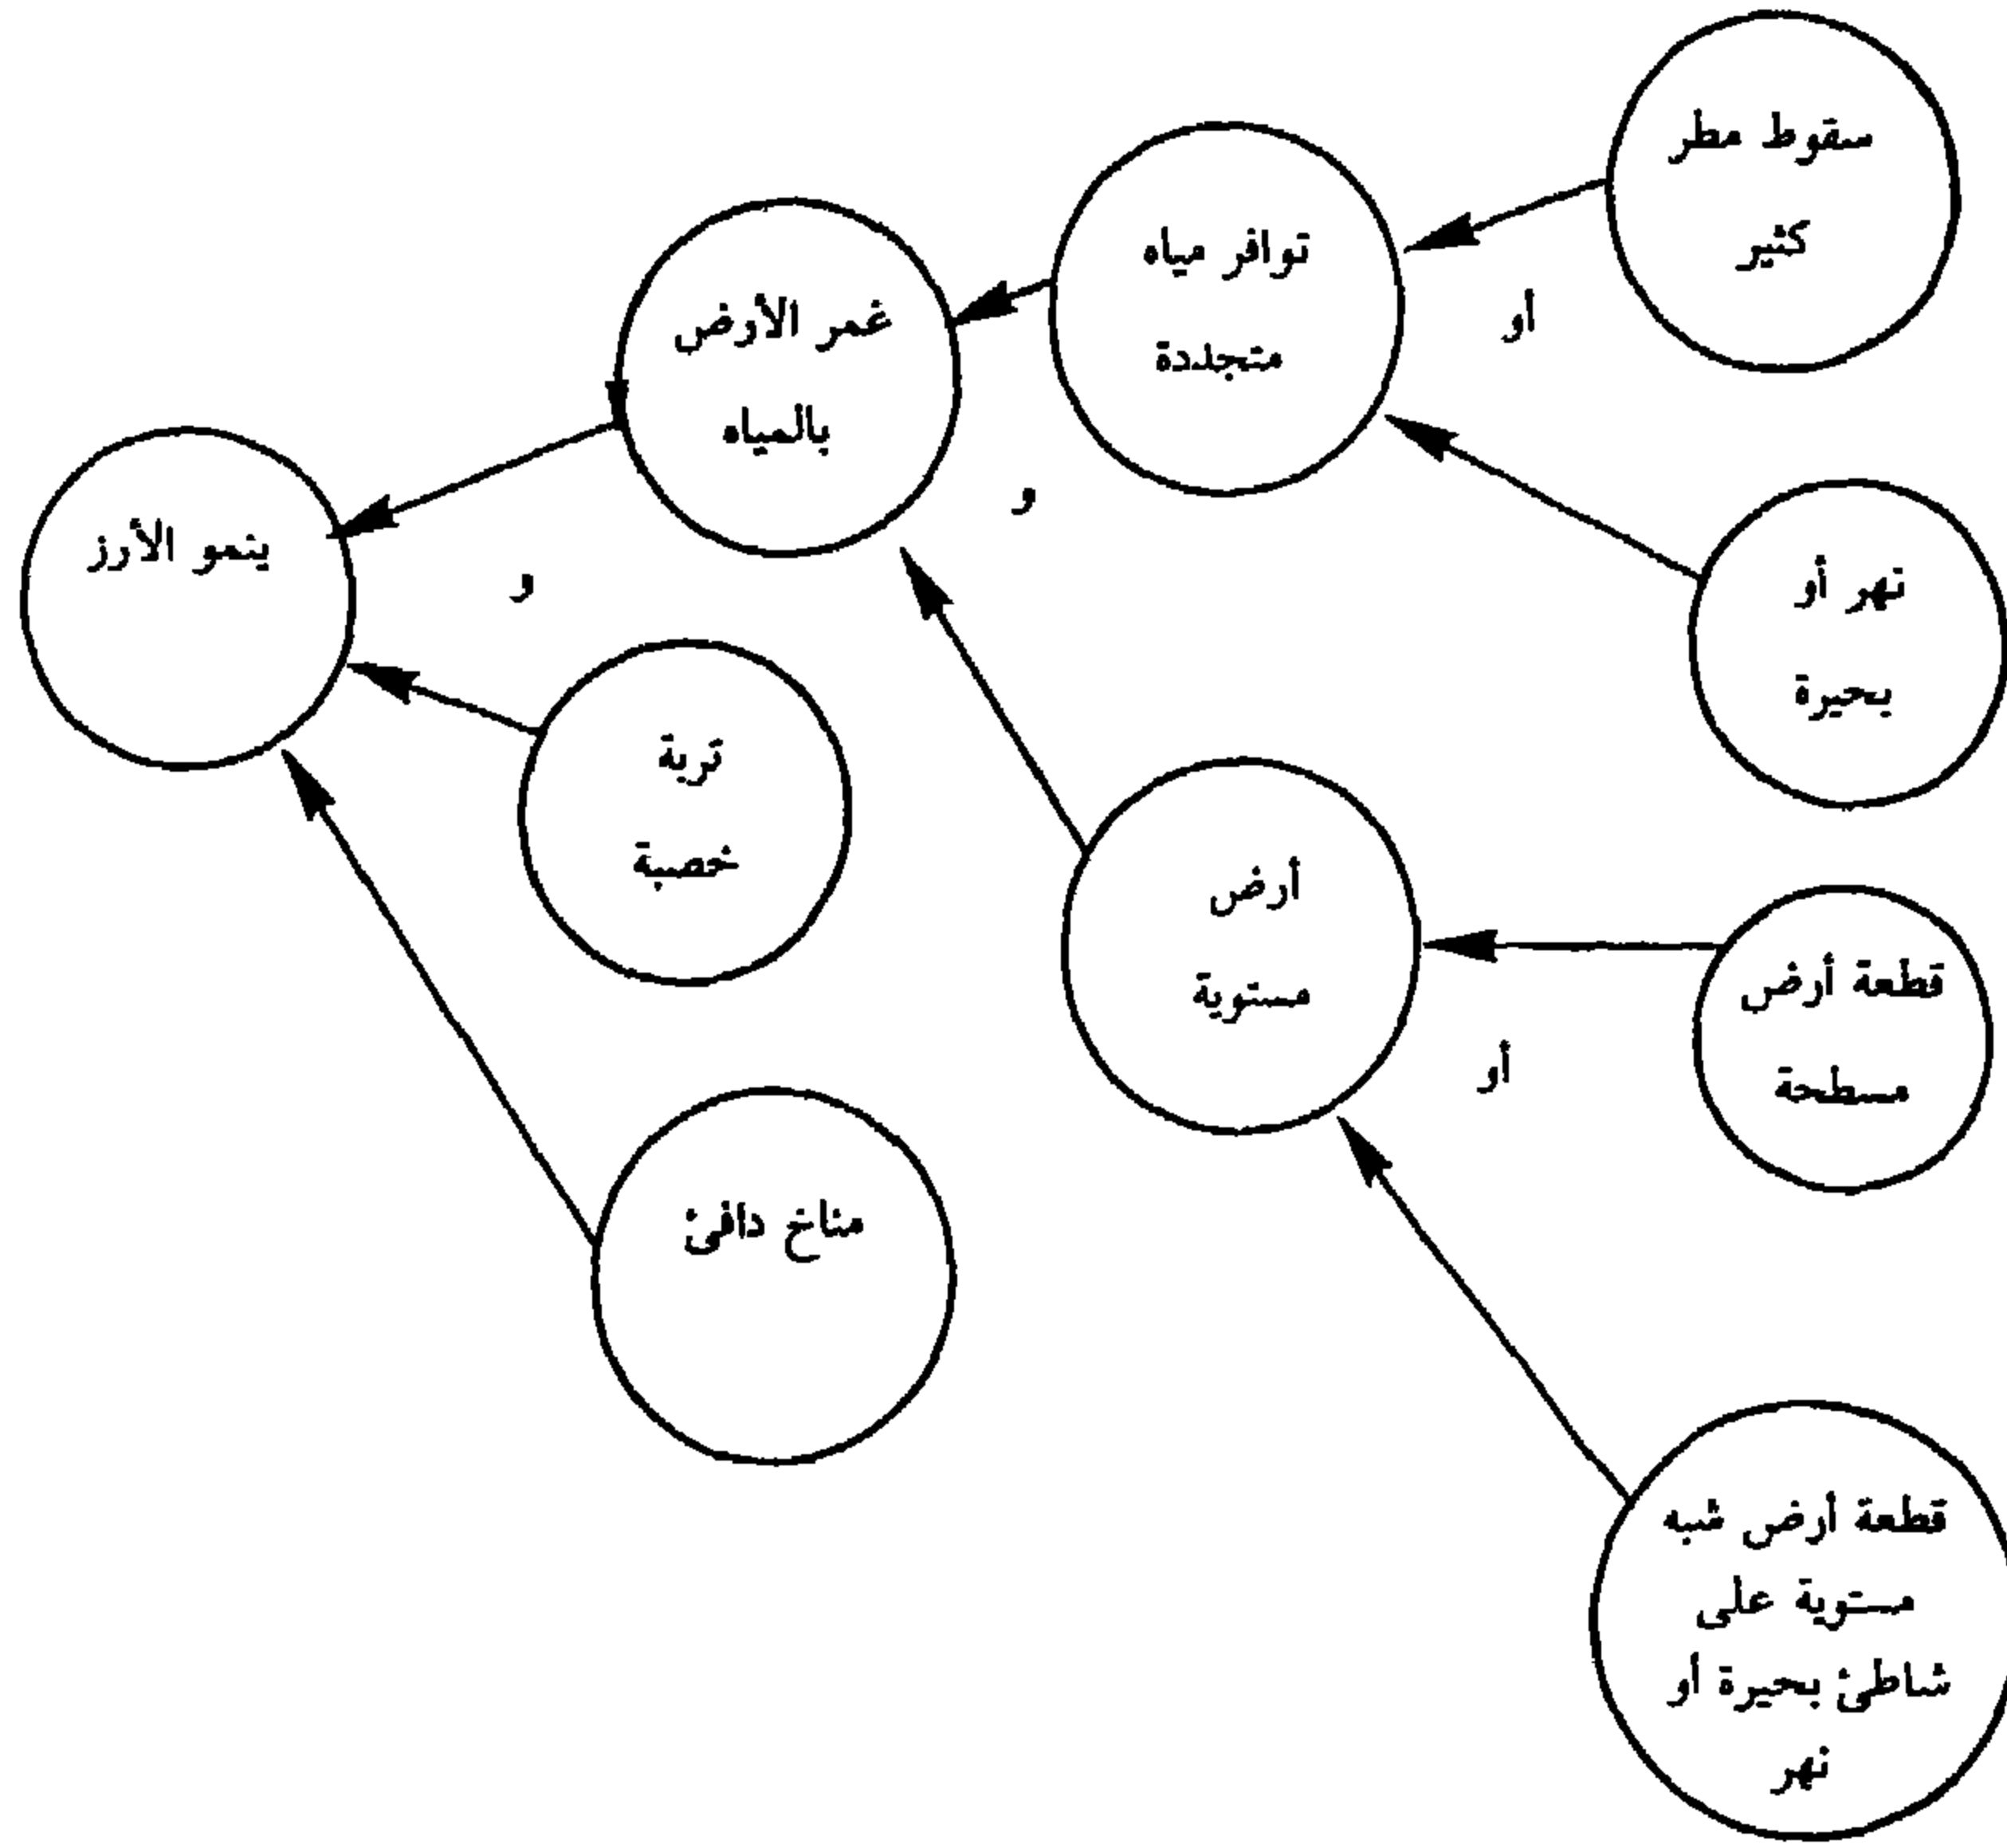 سقوط مطر
كثير
توافر مياه
متجددة
أو
غمر الأرض
بالمياه
و
ينمو الأرز
و
نهر أو
بحيرة
تربة
خصبة
أرض
مستوية
قطعة أرض
مسطحة
أو
مناخ دافئ
قطعة أرض شبه
مستوية على
شاطئ بحيرة أو
نهر